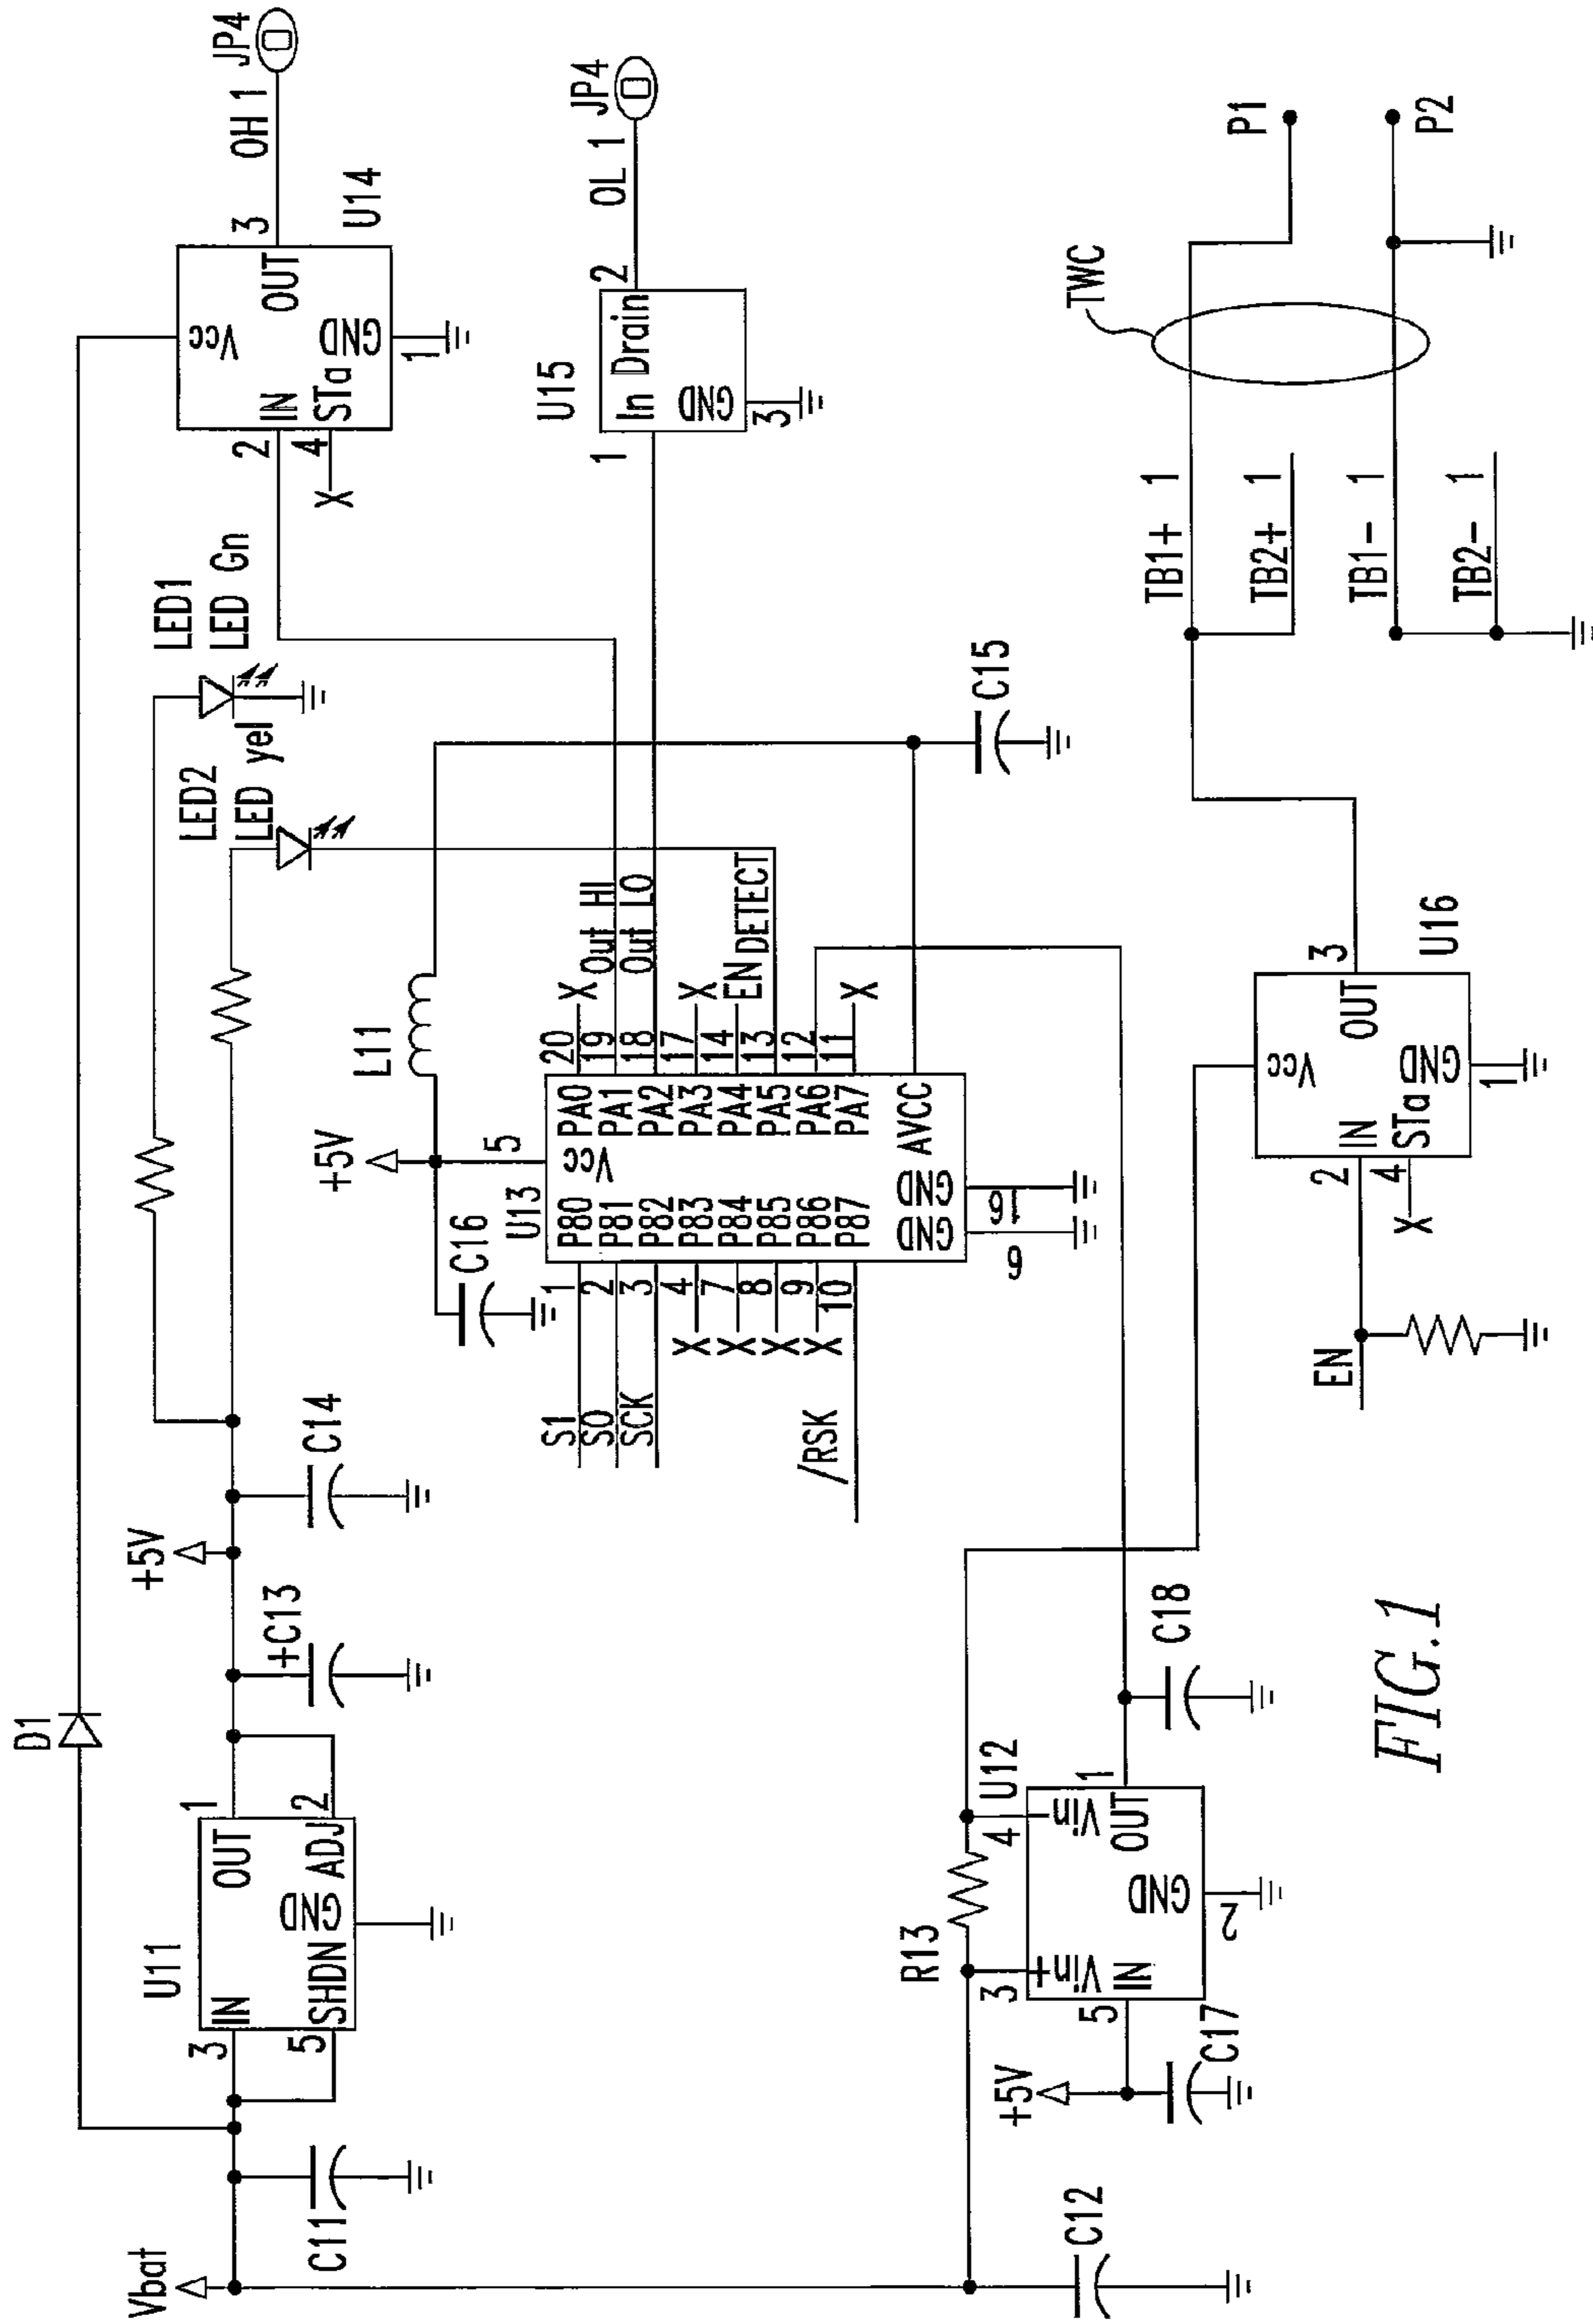 D1
JP4
OH 1
Vcc
3
OUT
IN
2
STa
4
X
GND
1
U14
LED1
LED Gn
LED2
LED yel
JP4
OL 1
U15
2
1
In Drain
GND
3
Vbat
C11
U11
3
IN
OUT
1
5
SHDN
GND
ADJ
2
+C13
+5V
C14
L11
+5V
C16
5
U13
Vcc
S1
1
P80
PA0
20
X
S0
2
P81
PA1
19
Out HI
SCK
3
P82
PA2
18
Out LO
X
4
P83
PA3
17
X
X
7
P84
PA4
14
EN
X
8
P85
PA5
13
DETECT
X
9
P86
PA6
12
/RSK
10
P87
PA7
11
X
AVCC
GND
GND
6
16
C15
C12
R13
U12
3
Vin+
4
Vin-
+5V
5
IN
OUT
1
GND
2
C17
C18
EN
2
IN
Vcc
OUT
3
X
4
STa
GND
1
U16
TWC
TB1+ 1
P1
TB2+ 1
TB1- 1
P2
TB2- 1
FIG.1